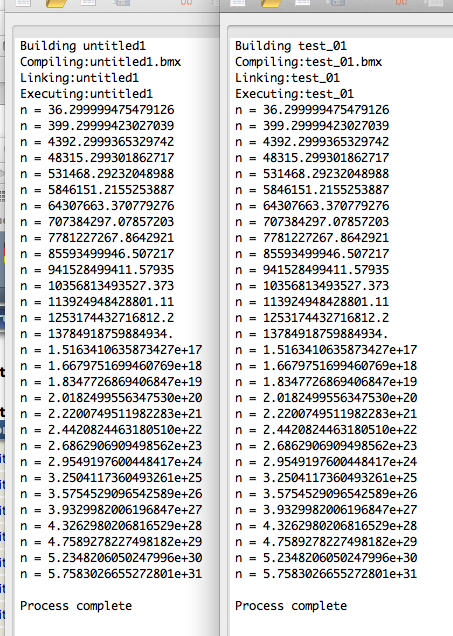 Building untitled1
Compiling:untitled1.bmx
Linking:untitled1
Executing:untitled1
n = 36.299999475479126
n = 399.29999423027039
n = 4392.2999365329742
n = 48315.299301862717
n = 531468.29232048988
n = 5846151.2155253887
n = 64307663.370779276
n = 707384297.07857203
n = 7781227267.8642921
n = 85593499946.507217
n = 941528499411.57935
n = 10356813493527.373
n = 113924948428801.11
n = 1253174432716812.2
n = 13784918759884934.
n = 1.5163410635873427e+17
n = 1.6679751699460769e+18
n = 1.8347726869406847e+19
n = 2.0182499556347530e+20
n = 2.2200749511982283e+21
n = 2.4420824463180510e+22
n = 2.6862906909498562e+23
n = 2.9549197600448417e+24
n = 3.2504117360493261e+25
n = 3.5754529096542589e+26
n = 3.9329982006196847e+27
n = 4.3262980206816529e+28
n = 4.7589278227498182e+29
n = 5.2348206050247996e+30
n = 5.7583026655272801e+31
Process complete
Building test_01
Compiling:test_01.bmx
Linking:test_01
Executing:test_01
n = 36.299999475479126
n = 399.29999423027039
n = 4392.2999365329742
n = 48315.299301862717
n = 531468.29232048988
n = 5846151.2155253887
n = 64307663.370779276
n = 707384297.07857203
n = 7781227267.8642921
n = 85593499946.507217
n = 941528499411.57935
n = 10356813493527.373
n = 113924948428801.11
n = 1253174432716812.2
n = 13784918759884934.
n = 1.5163410635873427e+17
n = 1.6679751699460769e+18
n = 1.8347726869406847e+19
n = 2.0182499556347530e+20
n = 2.2200749511982283e+21
n = 2.4420824463180510e+22
n = 2.6862906909498562e+23
n = 2.9549197600448417e+24
n = 3.2504117360493261e+25
n = 3.5754529096542589e+26
n = 3.9329982006196847e+27
n = 4.3262980206816529e+28
n = 4.7589278227498182e+29
n = 5.2348206050247996e+30
n = 5.7583026655272801e+31
Process complete